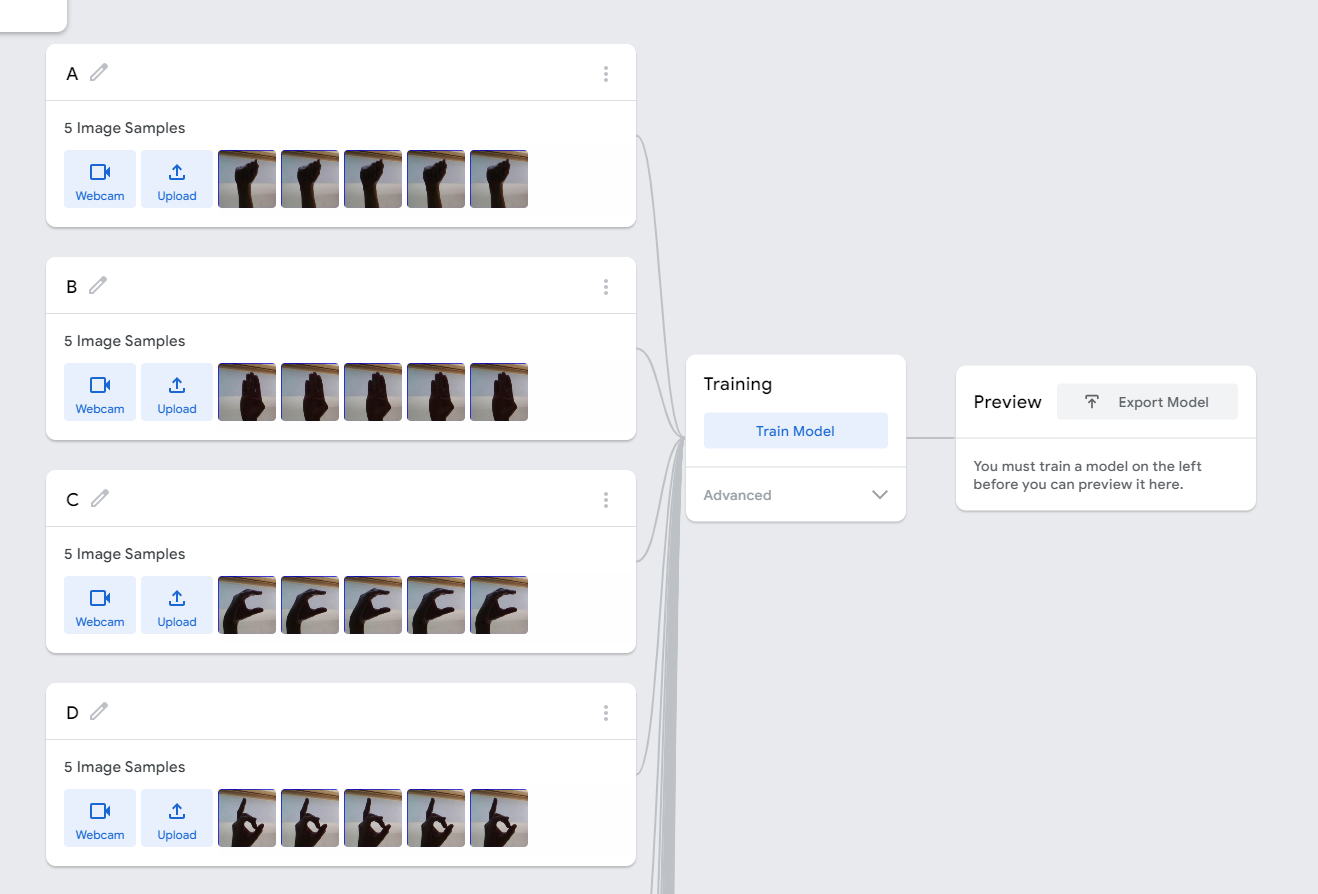 A
5 Image Samples
Webcam
Upload
B
5 Image Samples
Webcam
Upload
C
5 Image Samples
Webcam
Upload
D
5 Image Samples
Webcam
Upload
Training
Train Model
Advanced
Preview
Export Model
You must train a model on the left
before you can preview it here.